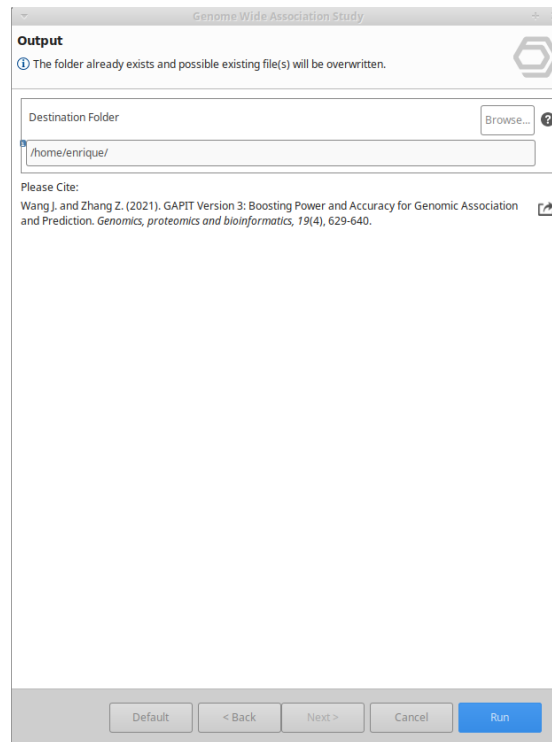 Genome Wide Association Study
Output
The folder already exists and possible existing file(s) will be overwritten.
Destination Folder
Browse...
/home/enrique/
Please Cite:
Wang J. and Zhang Z. (2021). GAPIT Version 3: Boosting Power and Accuracy for Genomic Association
and Prediction. Genomics, proteomics and bioinformatics, 19(4), 629-640.
Default
< Back
Next >
Cancel
Run